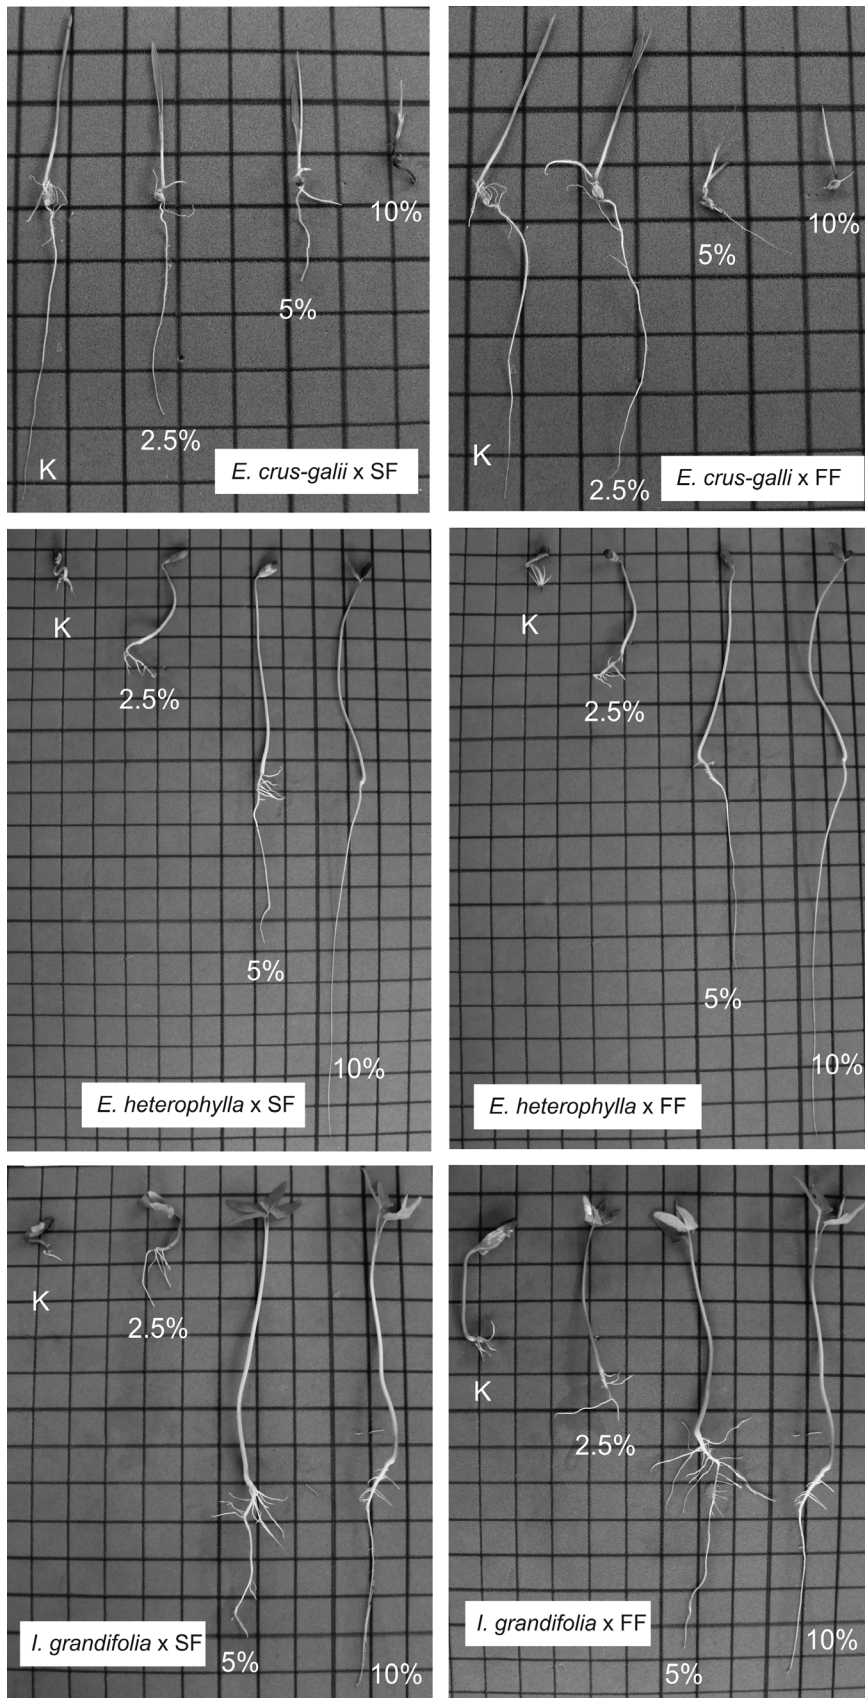 10%
5%
2.5%
K
E. crus-galii x SF
10%
5%
K
2.5%
E. crus-galli x FF
K
2.5%
5%
10%
E. heterophylla x SF
K
2.5%
5%
10%
E. heterophylla x FF
K
2.5%
I. grandifolia x SF
5%
10%
K
2.5%
I. grandifolia x FF
5%
10%